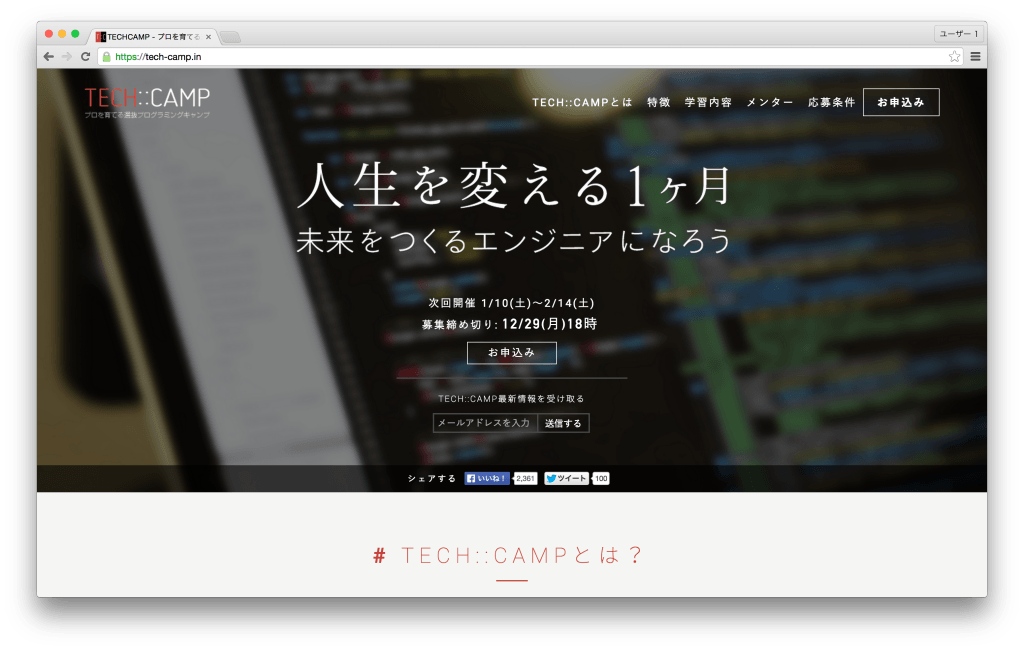 TECHCAMP - プロを育てる
ユーザー 1
https://tech-camp.in
TECH::CAMP
プロを育てる選抜プログラミングキャンプ
TECH::CAMPとは 特徴 学習内容 メンター 応募条件 お申込み
人生を変える1ヶ月
未来をつくるエンジニアになろう
次回開催 1/10(土)〜2/14(土)
募集締め切り: 12/29(月)18時
お申込み
TECH::CAMP最新情報を受け取る
メールアドレスを入力 送信する
シェアする いいね! 2,361 ツイート 100
# TECH::CAMPとは？